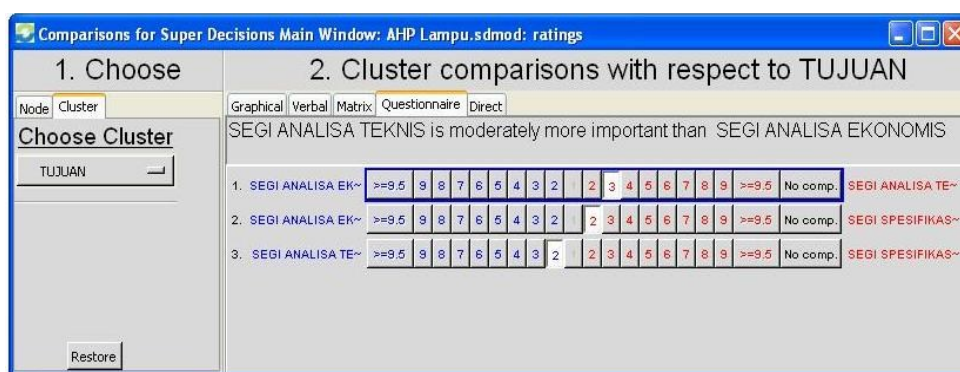 Comparisons for Super Decisions Main Window: AHP Lampu.sdmod: ratings
1. Choose
2. Cluster comparisons with respect to TUJUAN
Node Cluster
Graphical Verbal Matrix Questionnaire Direct
Choose Cluster
SEGI ANALISA TEKNIS is moderately more important than SEGI ANALISA EKONOMIS
TUJUAN
1. SEGI ANALISA EK~ >=9.5 9 8 7 6 5 4 3 2 1 2 3 4 5 6 7 8 9 >=9.5 No comp. SEGI ANALISA TE~
2. SEGI ANALISA EK~ >=9.5 9 8 7 6 5 4 3 2 1 2 3 4 5 6 7 8 9 >=9.5 No comp. SEGI SPESIFIKAS~
3. SEGI ANALISA TE~ >=9.5 9 8 7 6 5 4 3 2 1 2 3 4 5 6 7 8 9 >=9.5 No comp. SEGI SPESIFIKAS~
Restore